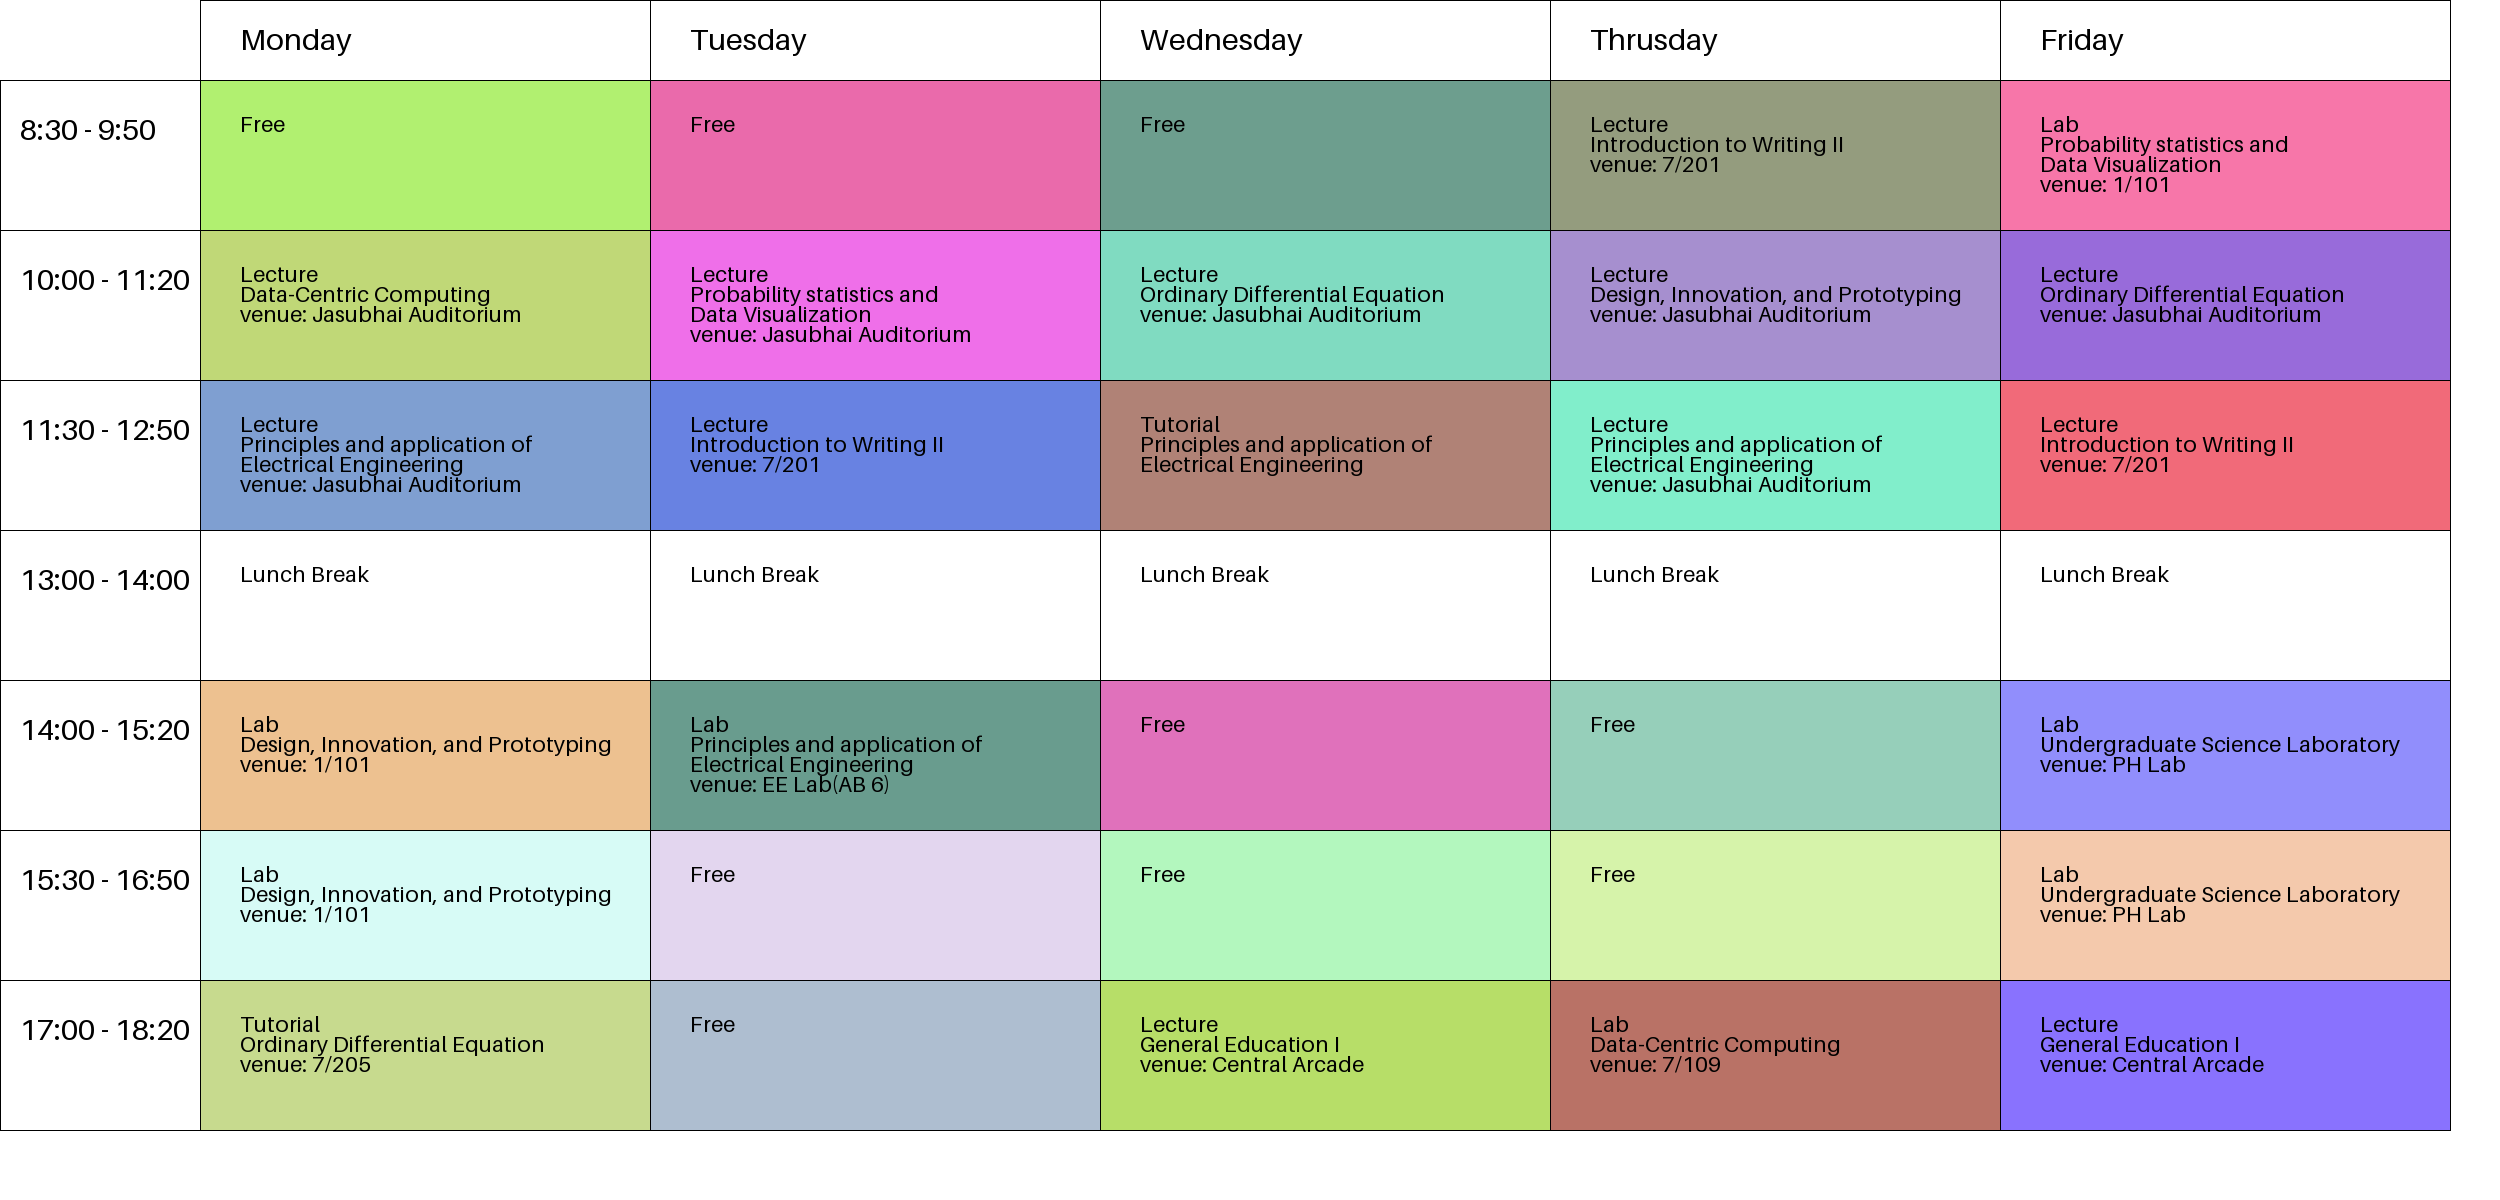 Monday
Tuesday
Wednesday
Thrusday
Friday
8:30 - 9:50
Free
Free
Free
Lecture
Introduction to Writing II
venue: 7/201
Lab
Probability statistics and
Data Visualization
venue: 1/101
10:00 - 11:20
Lecture
Data-Centric Computing
venue: Jasubhai Auditorium
Lecture
Probability statistics and
Data Visualization
venue: Jasubhai Auditorium
Lecture
Ordinary Differential Equation
venue: Jasubhai Auditorium
Lecture
Design, Innovation, and Prototyping
venue: Jasubhai Auditorium
Lecture
Ordinary Differential Equation
venue: Jasubhai Auditorium
11:30 - 12:50
Lecture
Principles and application of
Electrical Engineering
venue: Jasubhai Auditorium
Lecture
Introduction to Writing II
venue: 7/201
Tutorial
Principles and application of
Electrical Engineering
Lecture
Principles and application of
Electrical Engineering
venue: Jasubhai Auditorium
Lecture
Introduction to Writing II
venue: 7/201
13:00 - 14:00
Lunch Break
Lunch Break
Lunch Break
Lunch Break
Lunch Break
14:00 - 15:20
Lab
Design, Innovation, and Prototyping
venue: 1/101
Lab
Principles and application of
Electrical Engineering
venue: EE Lab(AB 6)
Free
Free
Lab
Undergraduate Science Laboratory
venue: PH Lab
15:30 - 16:50
Lab
Design, Innovation, and Prototyping
venue: 1/101
Free
Free
Free
Lab
Undergraduate Science Laboratory
venue: PH Lab
17:00 - 18:20
Tutorial
Ordinary Differential Equation
venue: 7/205
Free
Lecture
General Education I
venue: Central Arcade
Lab
Data-Centric Computing
venue: 7/109
Lecture
General Education I
venue: Central Arcade